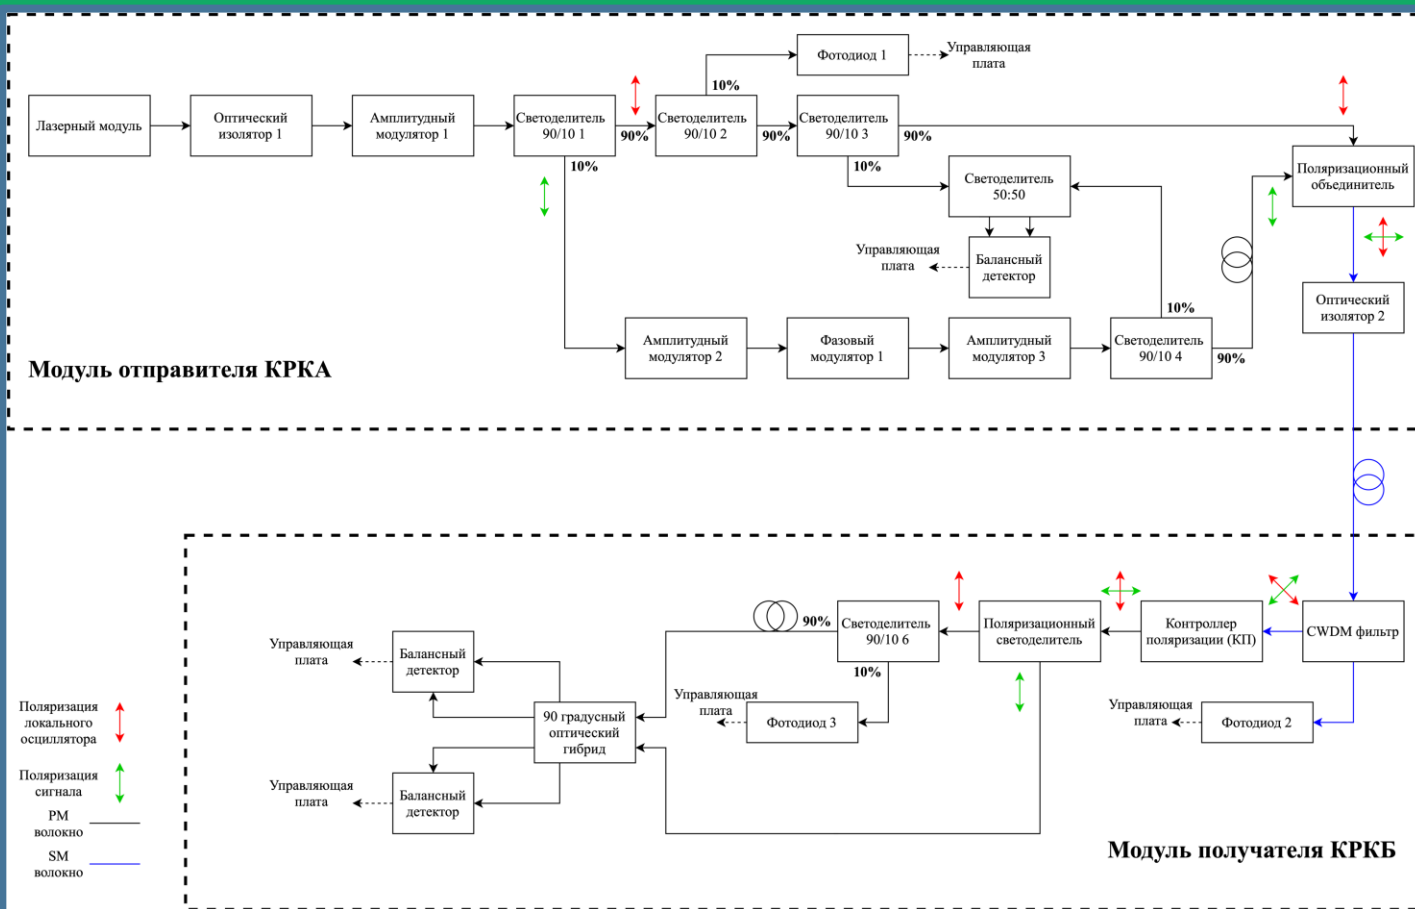 Фотодиод 1
Управляющая
плата
10%
Лазерный модуль
Оптический
изолятор 1
Амплитудный
модулятор 1
Светоделитель
90/10 1
90%
10%
Светоделитель
90/10 2
90%
Светоделитель
90/10 3
90%
10%
Светоделитель
50:50
Поляризационный
объединитель
Управляющая
плата
Балансный
детектор
Оптический
изолятор 2
10%
Амплитудный
модулятор 2
Фазовый
модулятор 1
Амплитудный
модулятор 3
Светоделитель
90/10 4
90%
Модуль отправителя КРКА
90%
Светоделитель
90/10 6
10%
Поляризационный
светоделитель
Контроллер
поляризации (КП)
CWDM фильтр
Управляющая
плата
Балансный
детектор
Управляющая
плата
Фотодиод 3
Управляющая
плата
Фотодиод 2
90 градусный
оптический
гибрид
Управляющая
плата
Балансный
детектор
Поляризация
локального
осциллятора
Поляризация
сигнала
PM
волокно
SM
волокно
Модуль получателя КРКБ